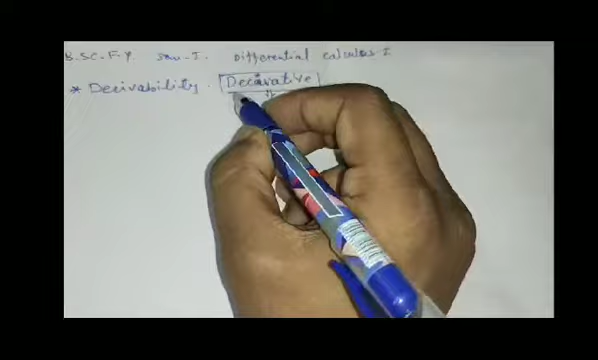 B.SC.F.Y. Sem-I. Differential calculus I
* Derivability. Derivative